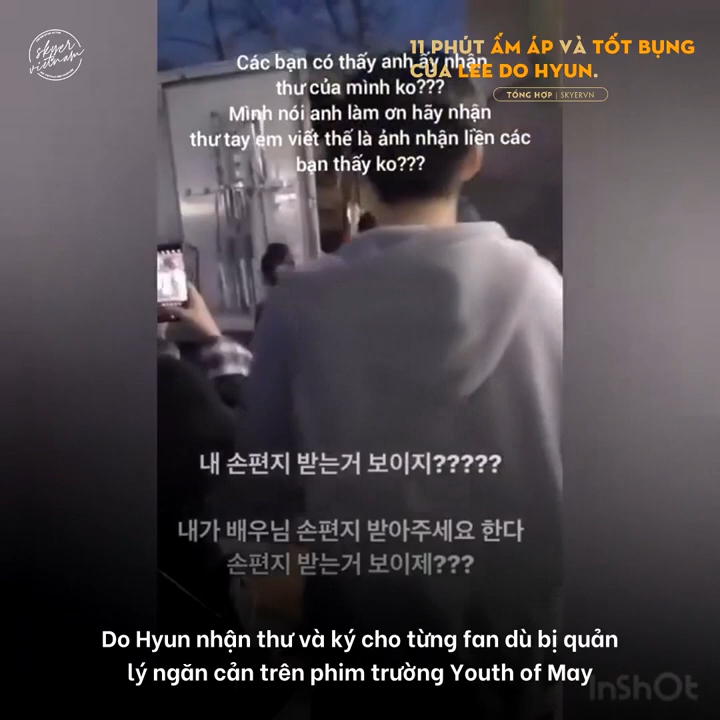 skyer
vietnam
11 PHÚT ẤM ÁP VÀ TỐT BỤNG
CỦA LEE DO HYUN.
TỔNG HỢP | SKYERVN
Các bạn có thấy anh ấy nhận
thư của mình ko???
Mình nói anh làm ơn hãy nhận
thư tay em viết thế là ảnh nhận liền các
bạn thấy ko???
내 손편지 받는거 보이지?????
내가 배우님 손편지 받아주세요 한다
손편지 받는거 보이제???
Do Hyun nhận thư và ký cho từng fan dù bị quản
lý ngăn cản trên phim trường Youth of May
InShOt